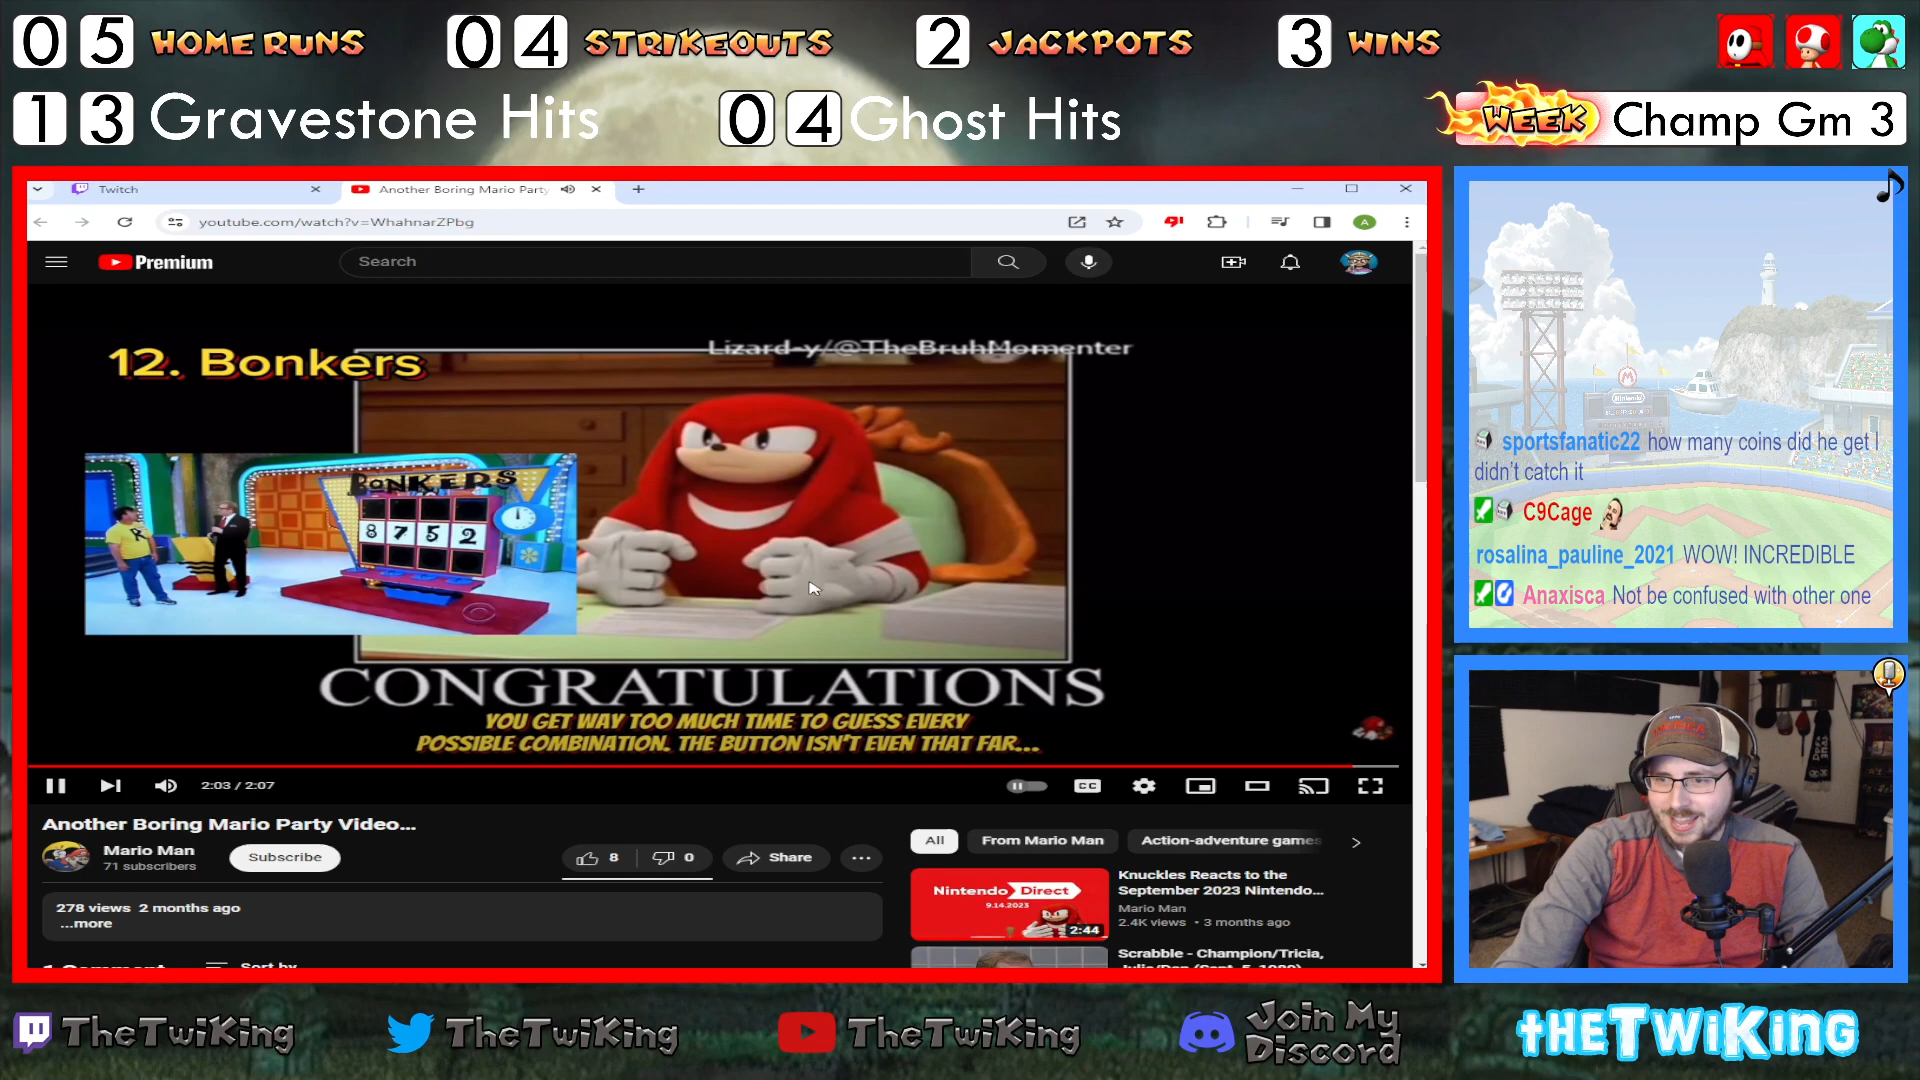 05 HOME RUNS 04 STRIKEOUTS 2 JACKPOTS 3 WINS
13 Gravestone Hits 04 Ghost Hits WEEK Champ Gm 3
Twitch Another Boring Mario Party
youtube.com/watch?v=WhahnarZPbg A
Premium Search
Lizard-y/@TheBruhMomenter
12. Bonkers
BONKERS
8 7 5 2
R
CONGRATULATIONS
YOU GET WAY TOO MUCH TIME TO GUESS EVERY
POSSIBLE COMBINATION. THE BUTTON ISN'T EVEN THAT FAR...
2:03 / 2:07 CC
Another Boring Mario Party Video...
Mario Man
71 subscribers
Subscribe
8 0 Share
278 views 2 months ago
...more
Sort by
All From Mario Man Action-adventure games
Nintendo Direct
9.14.2023
2:44
Knuckles Reacts to the
September 2023 Nintendo...
Mario Man
2.4K views • 3 months ago
Scrabble - Champion/Tricia,
M
Nintendo
sportsfanatic22 how many coins did he get I
didn't catch it
C9Cage
rosalina_pauline_2021 WOW! INCREDIBLE
Anaxisca Not be confused with other one
TheTwiKing TheTwiKing TheTwiKing Join My
Discord
THETWiKing